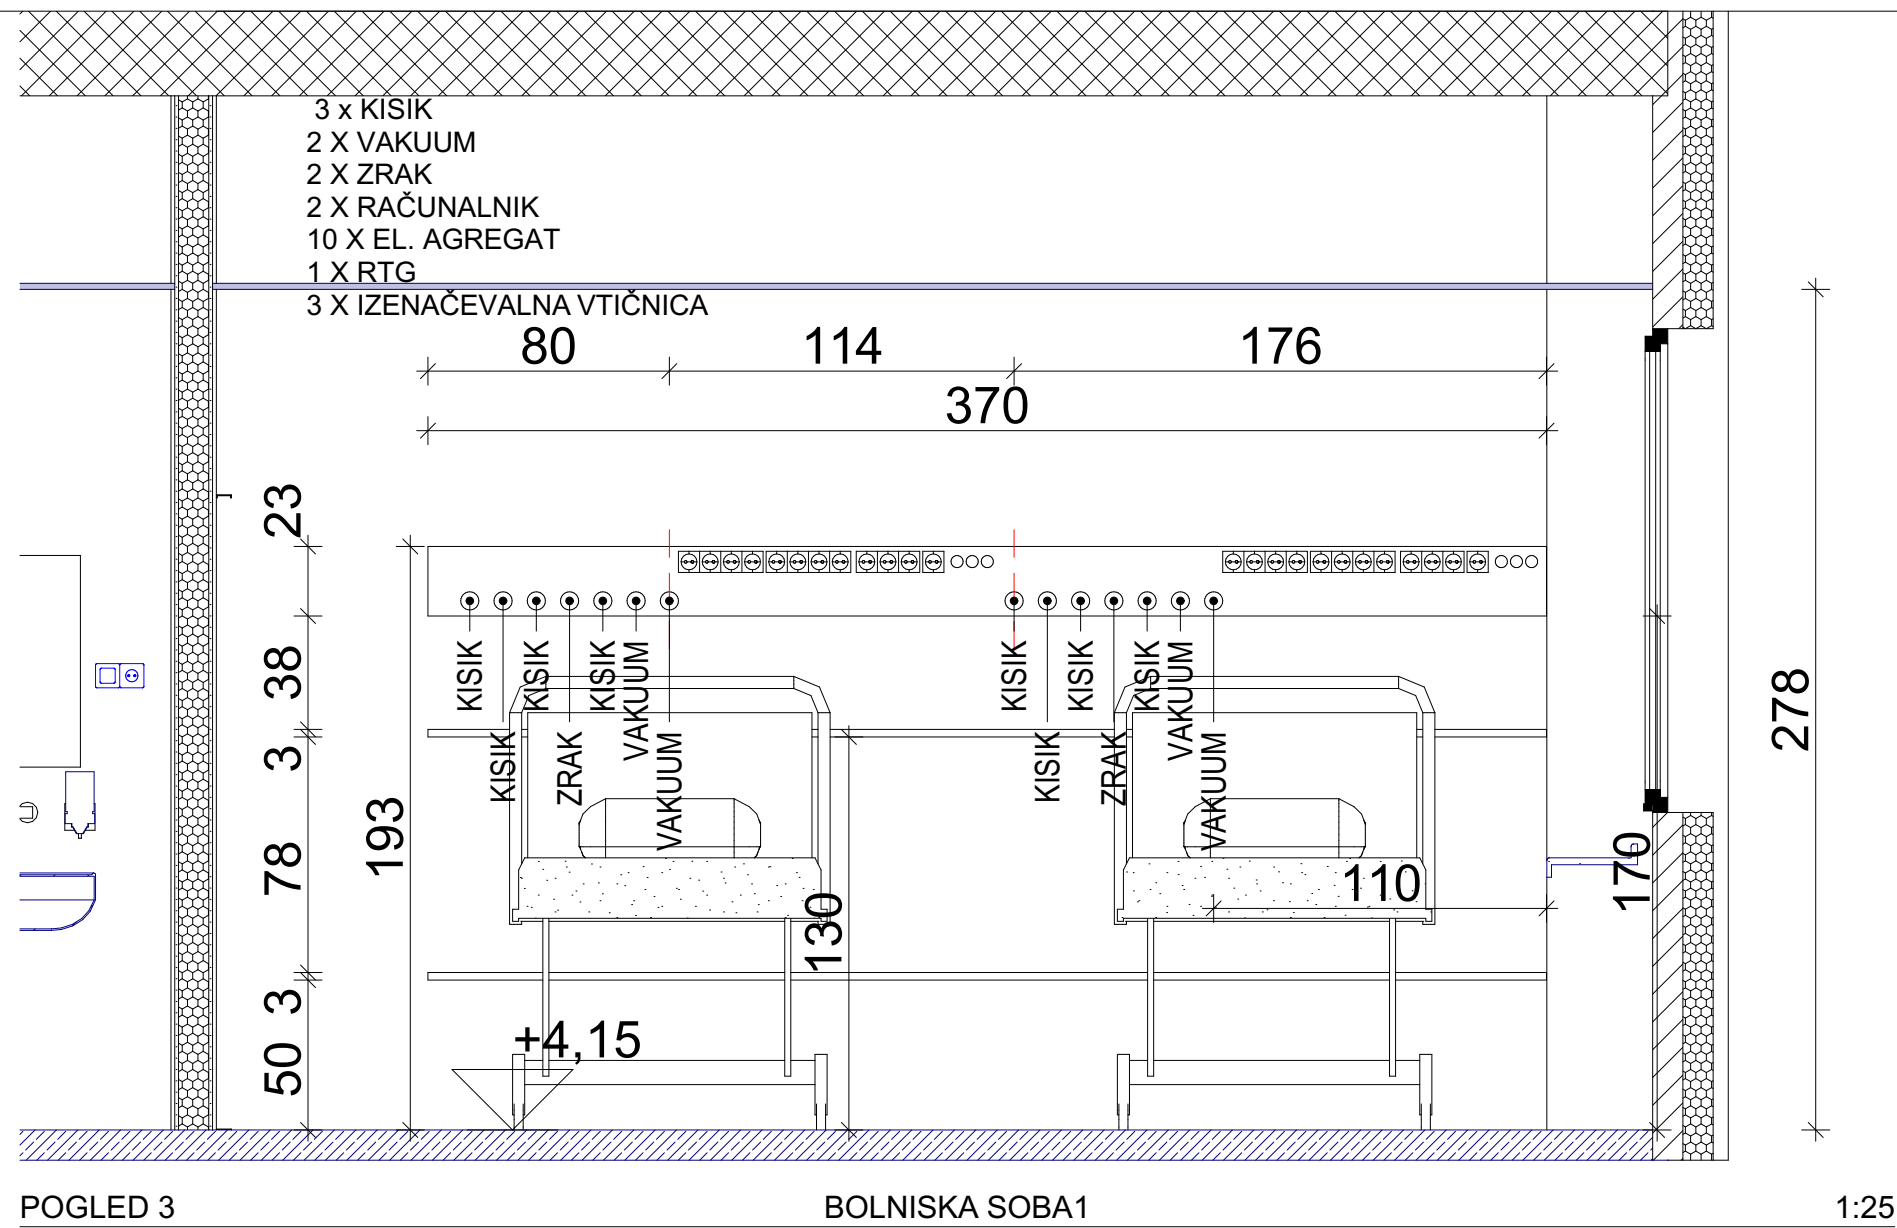 3 x KISIK
2 X VAKUUM
2 X ZRAK
2 X RAČUNALNIK
10 X EL. AGREGAT
1 X RTG
3 X IZENAČEVALNA VTIČNICA
80
114
176
370
23
38
3
78
3
50
193
130
110
170
278
KISIK
KISIK
KISIK
ZRAK
KISIK
VAKUUM
VAKUUM
KISIK
KISIK
KISIK
ZRAK
KISIK
VAKUUM
VAKUUM
+4,15
POGLED 3
BOLNISKA SOBA1
1:25